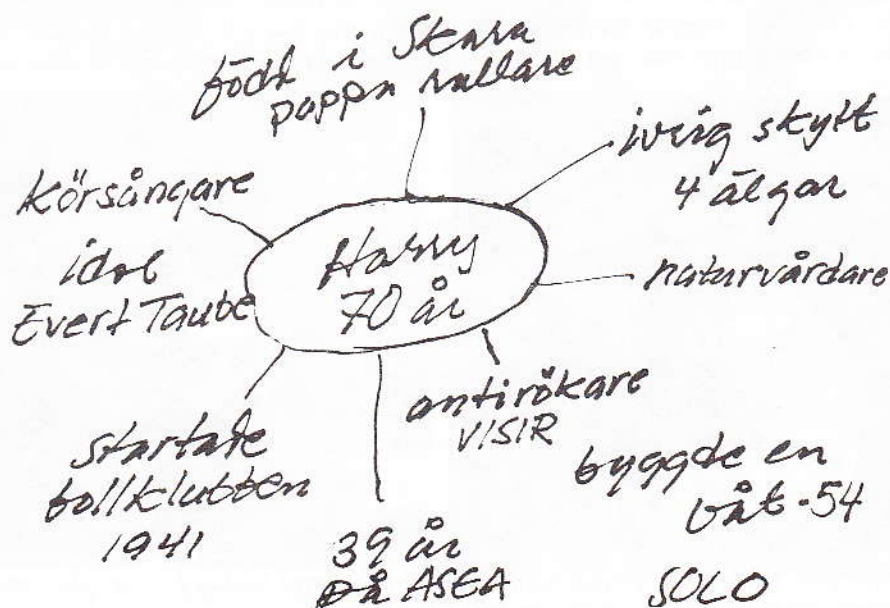 född i Skara
pappa rallare
ivrig skytt
4 älgar
körsångare
Harry
70 år
naturvårdare
idol
Evert Taube
antirökare
VISIR
startade
bollklubben
1941
byggde en
båt -54
39 år
på ASEA
SOLO